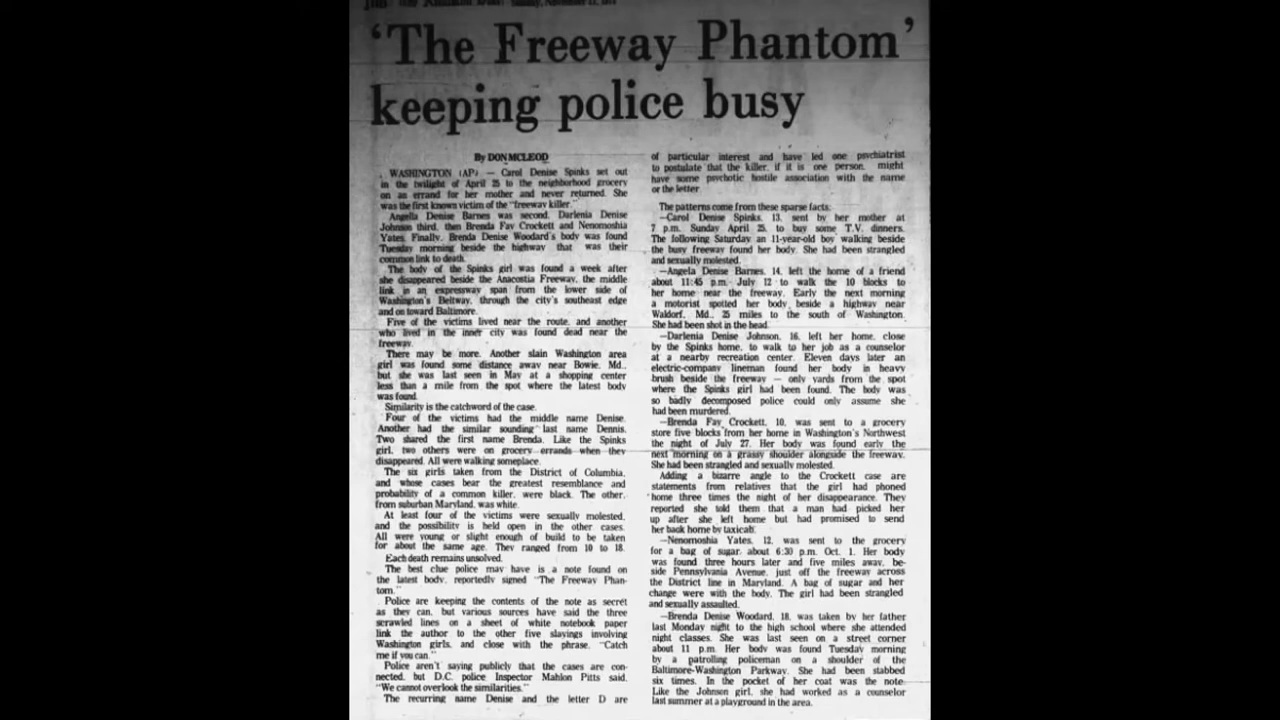 'The Freeway Phantom'
keeping police busy
By DON MCLEOD
WASHINGTON (AP) — Carol Denise Spinks set out
in the twilight of April 25 to the neighborhood grocery
on an errand for her mother and never returned. She
was the first known victim of the "freeway killer."
Angella Denise Barnes was second, Darlenia Denise
Johnson third, then Brenda Fay Crockett and Nenomoshia
Yates. Finally, Brenda Denise Woodard's body was found
Tuesday morning beside the highway that was their
common link to death.
The body of the Spinks girl was found a week after
she disappeared beside the Anacostia Freeway, the middle
link in an expressway span from the lower side of
Washington's Beltway, through the city's southeast edge
and on toward Baltimore.
Five of the victims lived near the route, and another
who lived in the inner city was found dead near the
freeway.
There may be more. Another slain Washington area
girl was found some distance away near Bowie, Md.,
but she was last seen in May at a shopping center
less than a mile from the spot where the latest body
was found.
Similarity is the catchword of the case.
Four of the victims had the middle name Denise.
Another had the similar sounding last name Dennis.
Two shared the first name Brenda. Like the Spinks
girl, two others were on grocery errands when they
disappeared. All were walking someplace.
The six girls taken from the District of Columbia,
and whose cases bear the greatest resemblance and
probability of a common killer, were black. The other,
from suburban Maryland, was white.
At least four of the victims were sexually molested,
and the possibility is held open in the other cases.
All were young or slight enough of build to be taken
for about the same age. They ranged from 10 to 18.
Each death remains unsolved.
The best clue police may have is a note found on
the latest body, reportedly signed "The Freeway Phan-
tom."
Police are keeping the contents of the note as secret
as they can, but various sources have said the three
scrawled lines on a sheet of white notebook paper
link the author to the other five slayings involving
Washington girls, and close with the phrase, "Catch
me if you can."
Police aren't saying publicly that the cases are con-
nected, but D.C. police Inspector Mahlon Pitts said,
"We cannot overlook the similarities."
The recurring name Denise and the letter D are
of particular interest and have led one psychiatrist
to postulate that the killer, if it is one person, might
have some psychotic hostile association with the name
or the letter.
The patterns come from these sparse facts:
—Carol Denise Spinks, 13, sent by her mother at
7 p.m. Sunday April 25, to buy some T.V. dinners.
The following Saturday an 11-year-old boy walking beside
the busy freeway found her body. She had been strangled
and sexually molested.
—Angela Denise Barnes, 14, left the home of a friend
about 11:45 p.m. July 12 to walk the 10 blocks to
her home near the freeway. Early the next morning
a motorist spotted her body beside a highway near
Waldorf, Md., 25 miles to the south of Washington.
She had been shot in the head.
—Darlenia Denise Johnson, 16, left her home, close
by the Spinks home, to walk to her job as a counselor
at a nearby recreation center. Eleven days later an
electric-company lineman found her body in heavy
brush beside the freeway — only yards from the spot
where the Spinks girl had been found. The body was
so badly decomposed police could only assume she
had been murdered.
—Brenda Fay Crockett, 10, was sent to a grocery
store five blocks from her home in Washington's Northwest
the night of July 27. Her body was found early the
next morning on a grassy shoulder alongside the freeway.
She had been strangled and sexually molested.
Adding a bizarre angle to the Crockett case are
statements from relatives that the girl had phoned
home three times the night of her disappearance. They
reported she told them that a man had picked her
up after she left home but had promised to send
her back home by taxicab.
—Nenomoshia Yates, 12, was sent to the grocery
for a bag of sugar about 6:30 p.m. Oct. 1. Her body
was found three hours later and five miles away, be-
side Pennsylvania Avenue, just off the freeway across
the District line in Maryland. A bag of sugar and her
change were with the body. The girl had been strangled
and sexually assaulted.
—Brenda Denise Woodard, 18, was taken by her father
last Monday night to the high school where she attended
night classes. She was last seen on a street corner
about 11 p.m. Her body was found Tuesday morning
by a patrolling policeman on a shoulder of the
Baltimore-Washington Parkway. She had been stabbed
six times. In the pocket of her coat was the note.
Like the Johnson girl, she had worked as a counselor
last summer at a playground in the area.